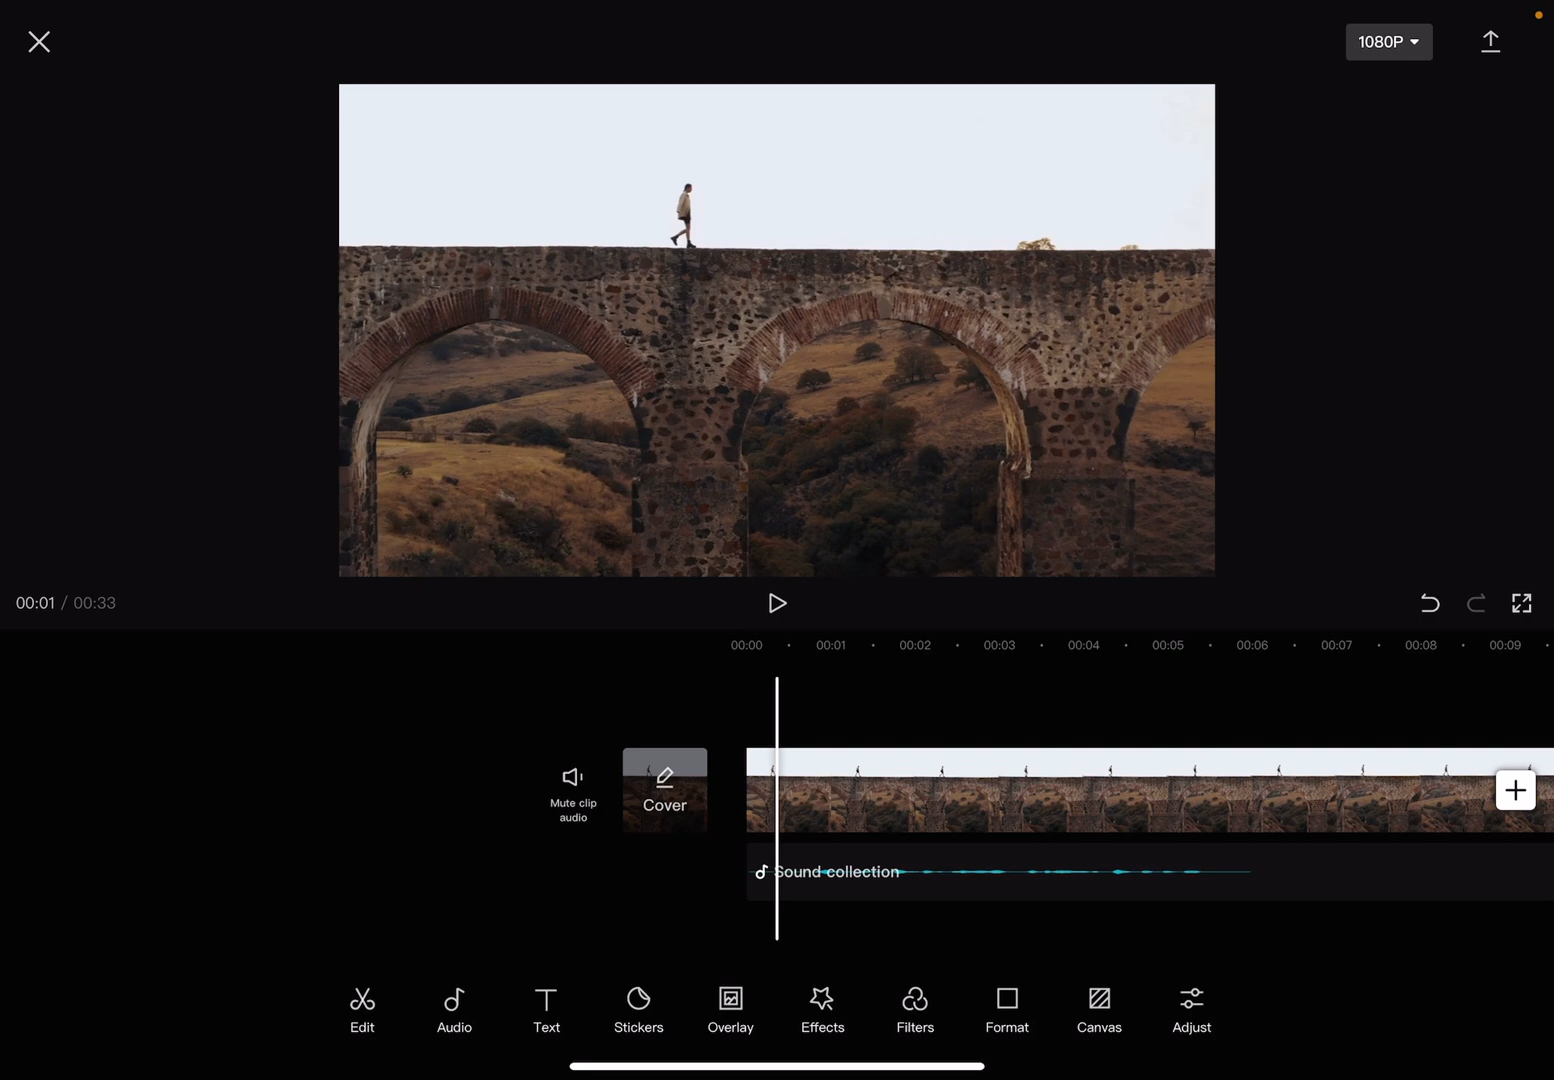 1080P
00:01 / 00:33
00:00 00:01 00:02 00:03 00:04 00:05 00:06 00:07 00:08 00:09
Mute clip
audio
Cover
Sound collection
Edit Audio Text Stickers Overlay Effects Filters Format Canvas Adjust